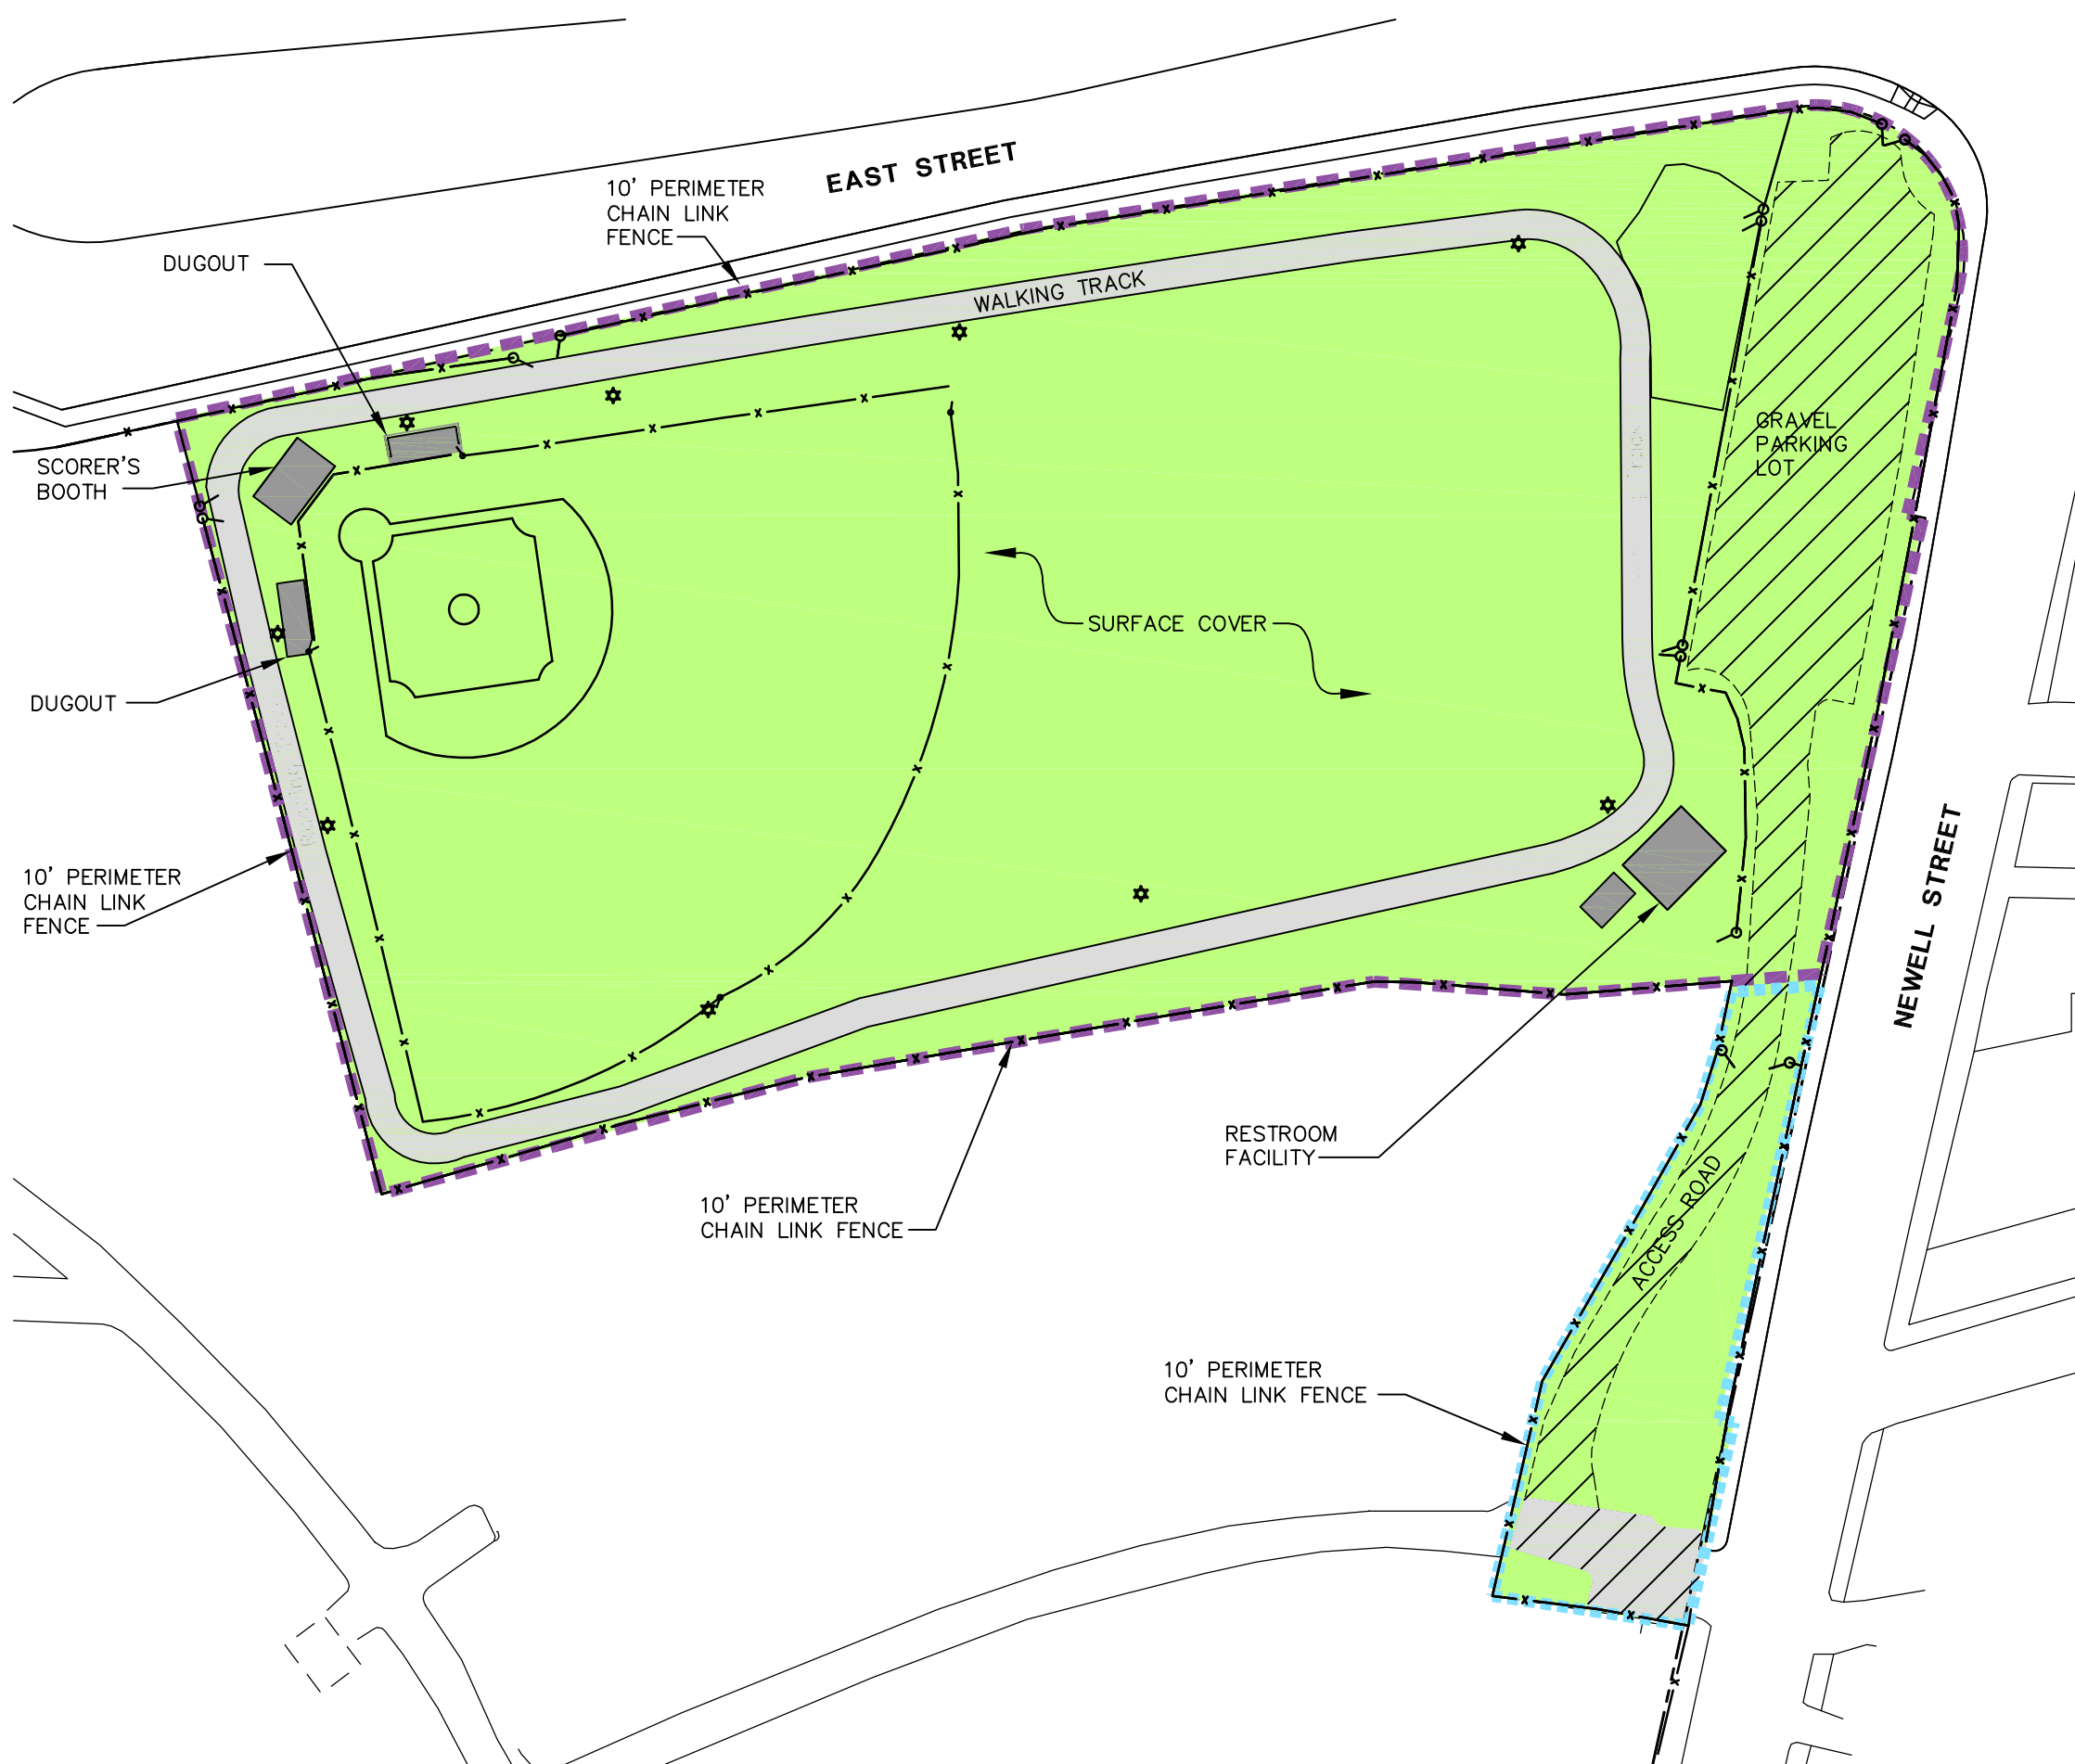 EAST STREET
10' PERIMETER
CHAIN LINK
FENCE
DUGOUT
WALKING TRACK
GRAVEL
PARKING
LOT
SCORER'S
BOOTH
SURFACE COVER
DUGOUT
10' PERIMETER
CHAIN LINK
FENCE
NEWELL STREET
RESTROOM
FACILITY
ACCESS ROAD
10' PERIMETER
CHAIN LINK FENCE
10' PERIMETER
CHAIN LINK FENCE